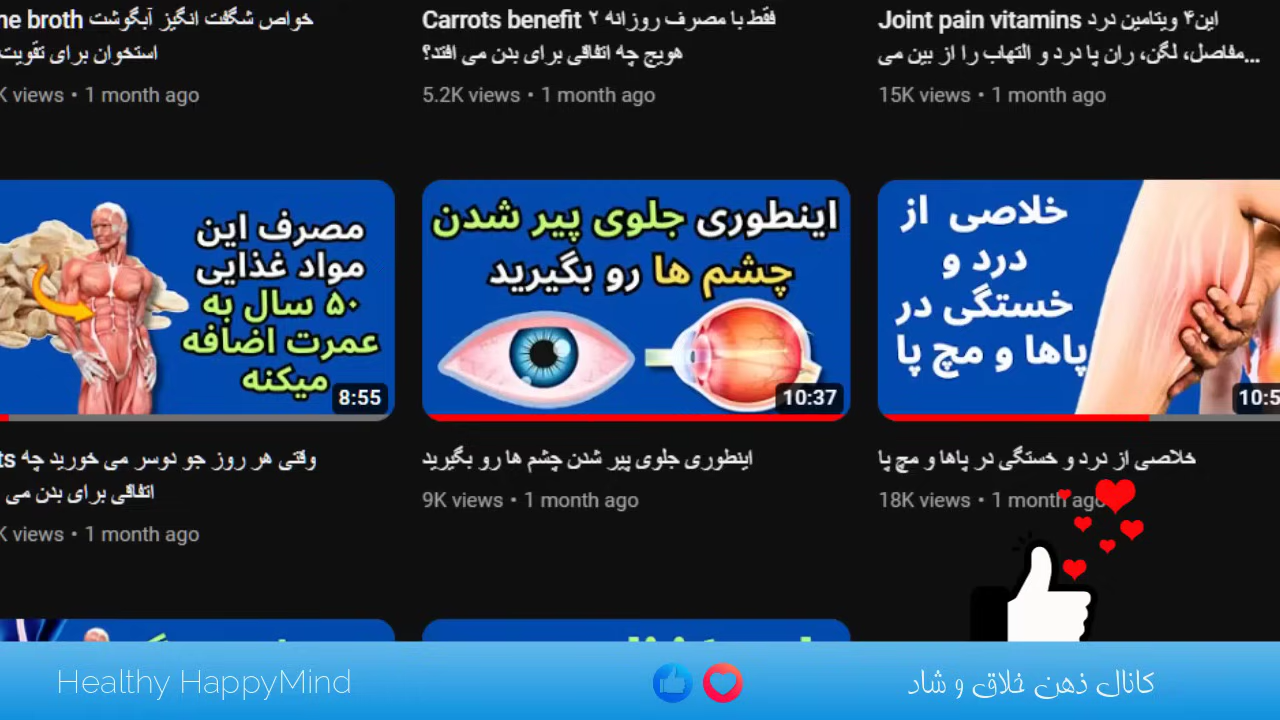 ne broth خواص شگفت انگیز آبگوشت
استخوان برای تقویت
K views • 1 month ago
Carrots benefit فقط با مصرف روزانه ۲
هویج چه اتفاقی برای بدن می افتد؟
5.2K views • 1 month ago
Joint pain vitamins این۴ ویتامین درد
مفاصل، لگن، ران پا درد و التهاب را از بین می...
15K views • 1 month ago
مصرف این
مواد غذایی
۵۰ سال به
عمرت اضافه
میکنه
8:55
اینطوری جلوی پیر شدن
چشم ها رو بگیرید
10:37
خلاصی از
درد و
خستگی در
پاها و مچ پا
10:5
ts وقتی هر روز جو دوسر می خورید چه
اتفاقی برای بدن می
K views • 1 month ago
اینطوری جلوی پیر شدن چشم ها رو بگیرید
9K views • 1 month ago
خلاصی از درد و خستگی در پاها و مچ پا
18K views • 1 month ago
Healthy HappyMind
کانال ذهن خلاق و شاد